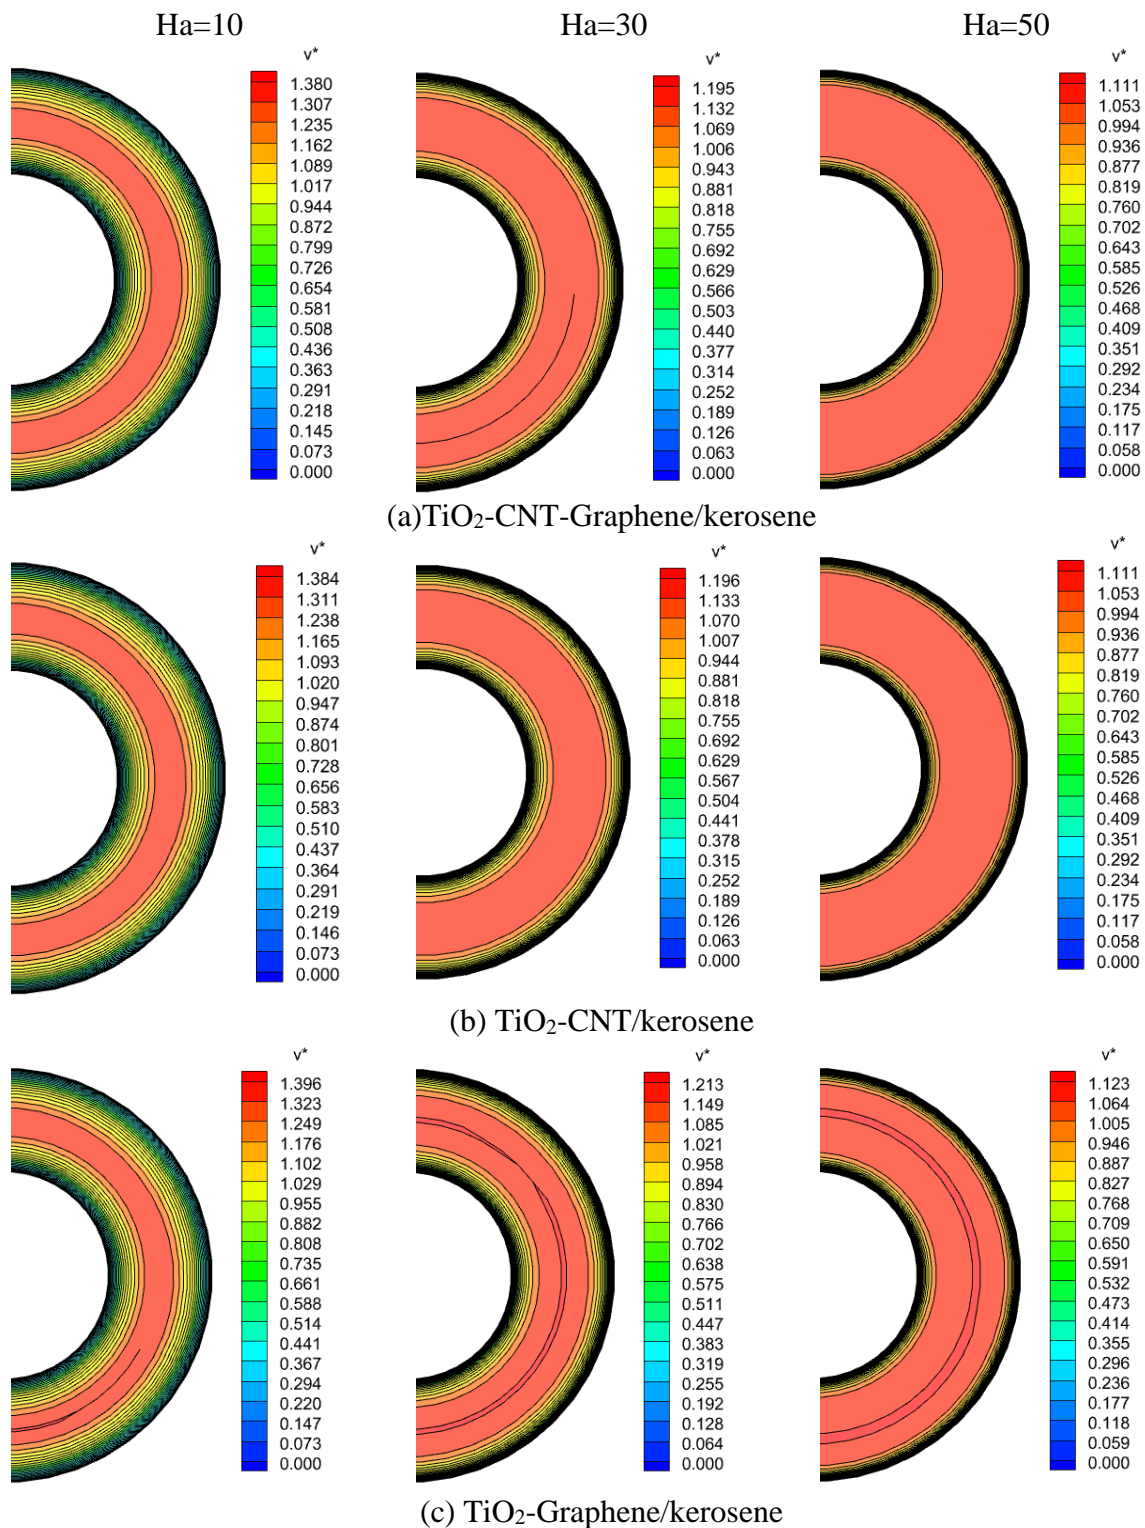 Ha=10 Ha=30 Ha=50
v* v* v*
1.380 1.195 1.111
1.307 1.132 1.053
1.235 1.069 0.994
1.162 1.006 0.936
1.089 0.943 0.877
1.017 0.881 0.819
0.944 0.818 0.760
0.872 0.755 0.702
0.799 0.692 0.643
0.726 0.629 0.585
0.654 0.566 0.526
0.581 0.503 0.468
0.508 0.440 0.409
0.436 0.377 0.351
0.363 0.314 0.292
0.291 0.252 0.234
0.218 0.189 0.175
0.145 0.126 0.117
0.073 0.063 0.058
0.000 0.000 0.000
(a)TiO₂-CNT-Graphene/kerosene
v* v* v*
1.384 1.196 1.111
1.311 1.133 1.053
1.238 1.070 0.994
1.165 1.007 0.936
1.093 0.944 0.877
1.020 0.881 0.819
0.947 0.818 0.760
0.874 0.755 0.702
0.801 0.692 0.643
0.728 0.629 0.585
0.656 0.567 0.526
0.583 0.504 0.468
0.510 0.441 0.409
0.437 0.378 0.351
0.364 0.315 0.292
0.291 0.252 0.234
0.219 0.189 0.175
0.146 0.126 0.117
0.073 0.063 0.058
0.000 0.000 0.000
(b) TiO₂-CNT/kerosene
v* v* v*
1.396 1.213 1.123
1.323 1.149 1.064
1.249 1.085 1.005
1.176 1.021 0.946
1.102 0.958 0.887
1.029 0.894 0.827
0.955 0.830 0.768
0.882 0.766 0.709
0.808 0.702 0.650
0.735 0.638 0.591
0.661 0.575 0.532
0.588 0.511 0.473
0.514 0.447 0.414
0.441 0.383 0.355
0.367 0.319 0.296
0.294 0.255 0.236
0.220 0.192 0.177
0.147 0.128 0.118
0.073 0.064 0.059
0.000 0.000 0.000
(c) TiO₂-Graphene/kerosene